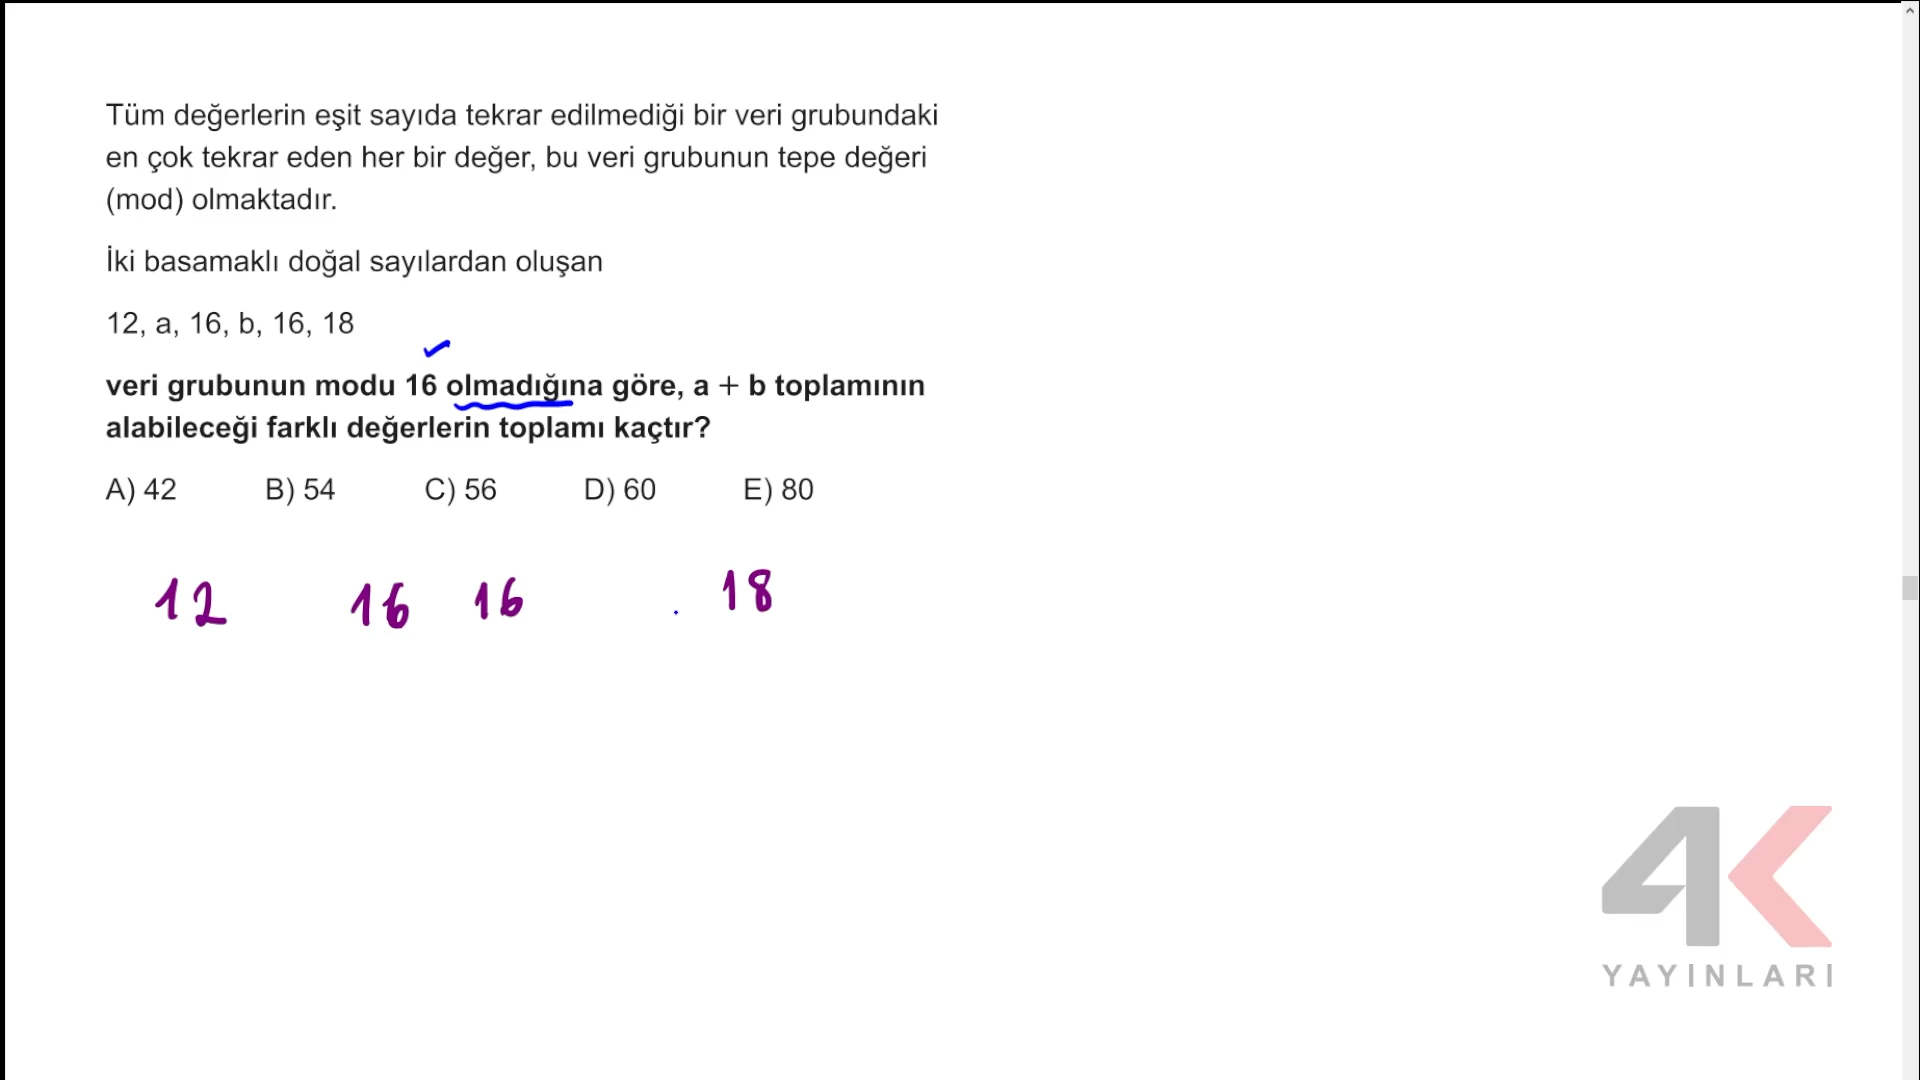 Tüm değerlerin eşit sayıda tekrar edilmediği bir veri grubundaki
en çok tekrar eden her bir değer, bu veri grubunun tepe değeri
(mod) olmaktadır.
İki basamaklı doğal sayılardan oluşan
12, a, 16, b, 16, 18
veri grubunun modu 16 olmadığına göre, a + b toplamının
alabileceği farklı değerlerin toplamı kaçtır?
A) 42 B) 54 C) 56 D) 60 E) 80
12 16 16 18
4K
YAYINLARI